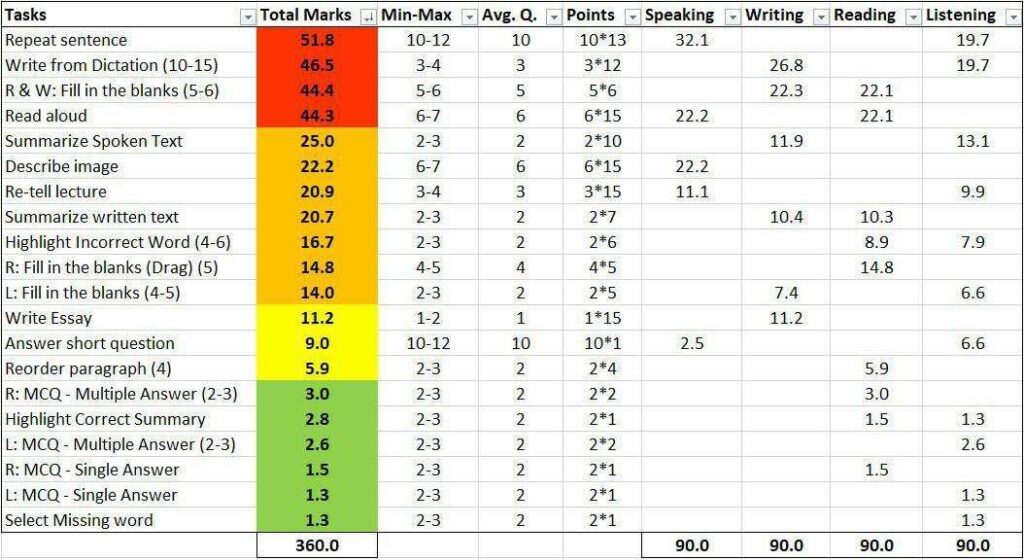 Tasks Total Marks Min-Max Avg. Q. Points Speaking Writing Reading Listening
Repeat sentence 51.8 10-12 10 10*13 32.1 19.7
Write from Dictation (10-15) 46.5 3-4 3 3*12 26.8 19.7
R & W: Fill in the blanks (5-6) 44.4 5-6 5 5*6 22.3 22.1
Read aloud 44.3 6-7 6 6*15 22.2 22.1
Summarize Spoken Text 25.0 2-3 2 2*10 11.9 13.1
Describe image 22.2 6-7 6 6*15 22.2
Re-tell lecture 20.9 3-4 3 3*15 11.1 9.9
Summarize written text 20.7 2-3 2 2*7 10.4 10.3
Highlight Incorrect Word (4-6) 16.7 2-3 2 2*6 8.9 7.9
R: Fill in the blanks (Drag) (5) 14.8 4-5 4 4*5 14.8
L: Fill in the blanks (4-5) 14.0 2-3 2 2*5 7.4 6.6
Write Essay 11.2 1-2 1 1*15 11.2
Answer short question 9.0 10-12 10 10*1 2.5 6.6
Reorder paragraph (4) 5.9 2-3 2 2*4 5.9
R: MCQ - Multiple Answer (2-3) 3.0 2-3 2 2*2 3.0
Highlight Correct Summary 2.8 2-3 2 2*1 1.5 1.3
L: MCQ - Multiple Answer (2-3) 2.6 2-3 2 2*2 2.6
R: MCQ - Single Answer 1.5 2-3 2 2*1 1.5
L: MCQ - Single Answer 1.3 2-3 2 2*1 1.3
Select Missing word 1.3 2-3 2 2*1 1.3
360.0 90.0 90.0 90.0 90.0